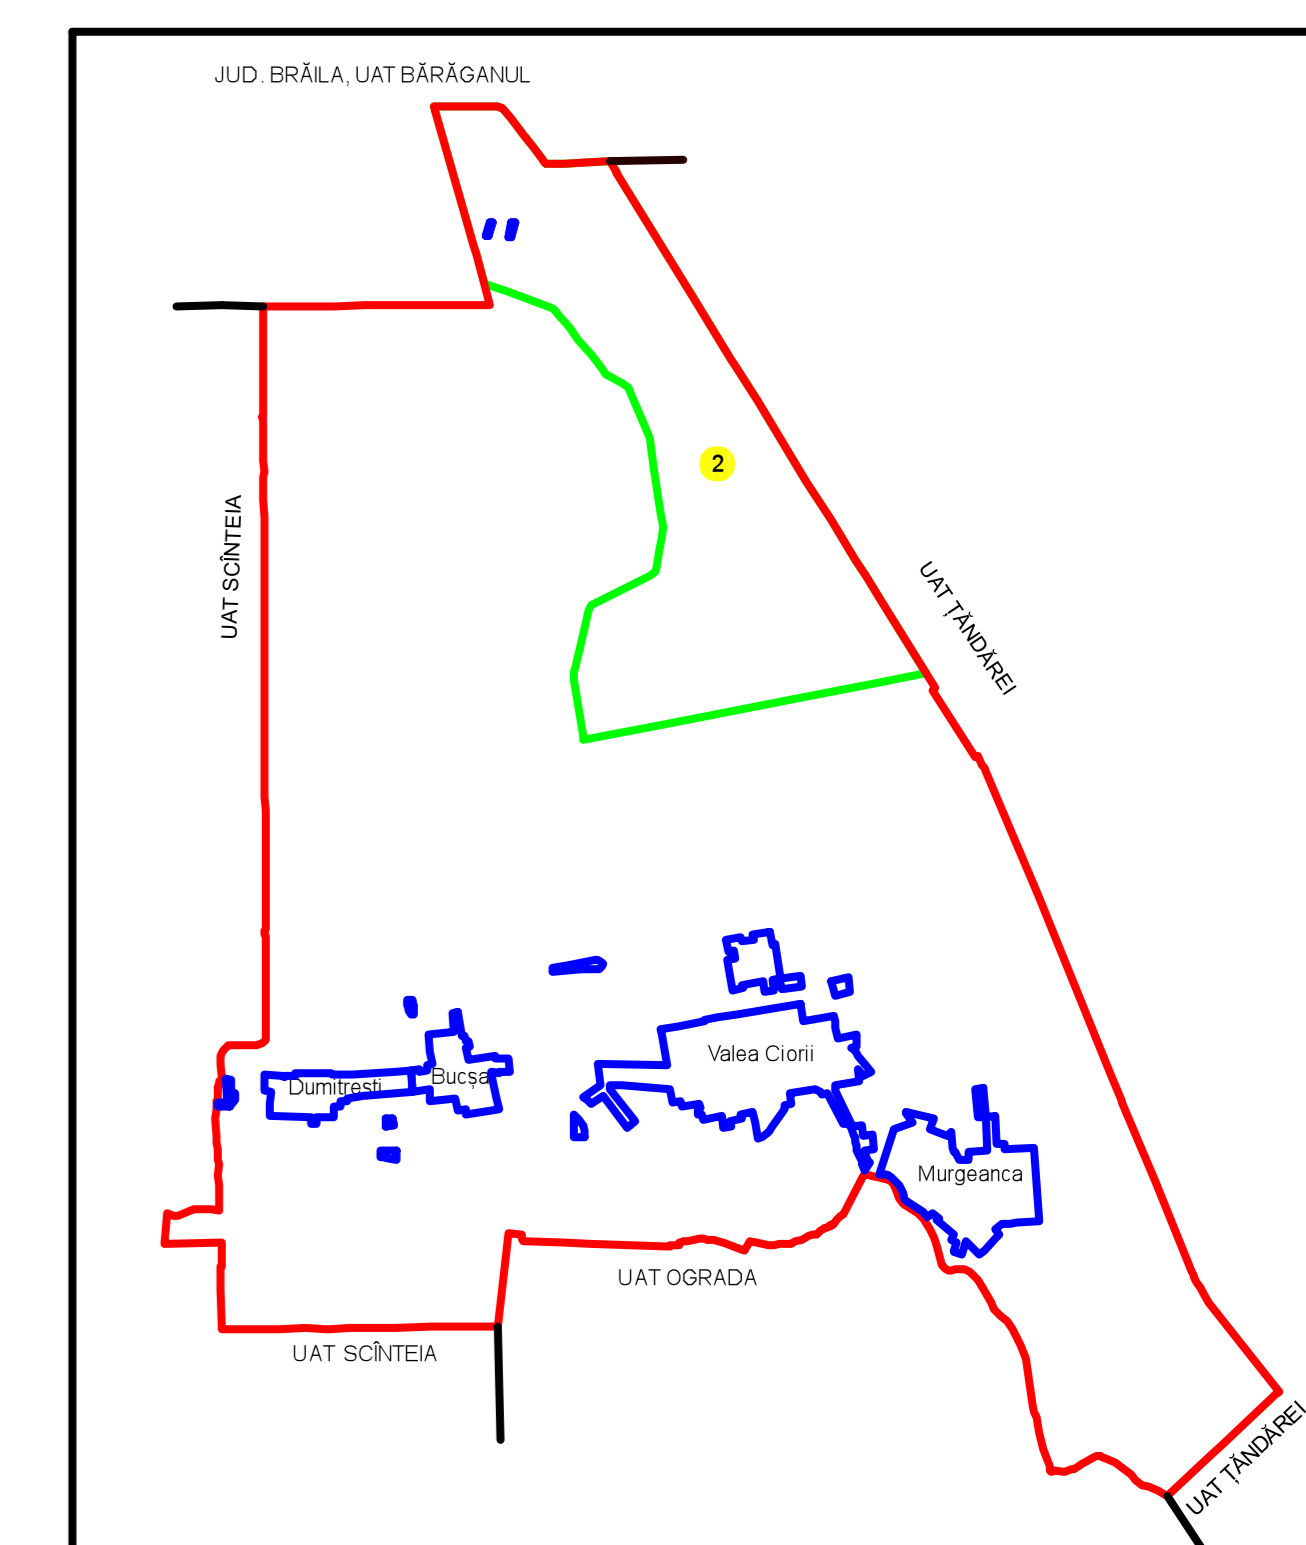 JUD. BRĂILA, UAT BĂRĂGANUL
2
UAT SCÎNTEIA
UAT ȚĂNDĂREI
Valea Ciorii
Bucșa
Dumitrești
Murgeanca
UAT OGRADA
UAT SCÎNTEIA
UAT ȚĂNDĂREI